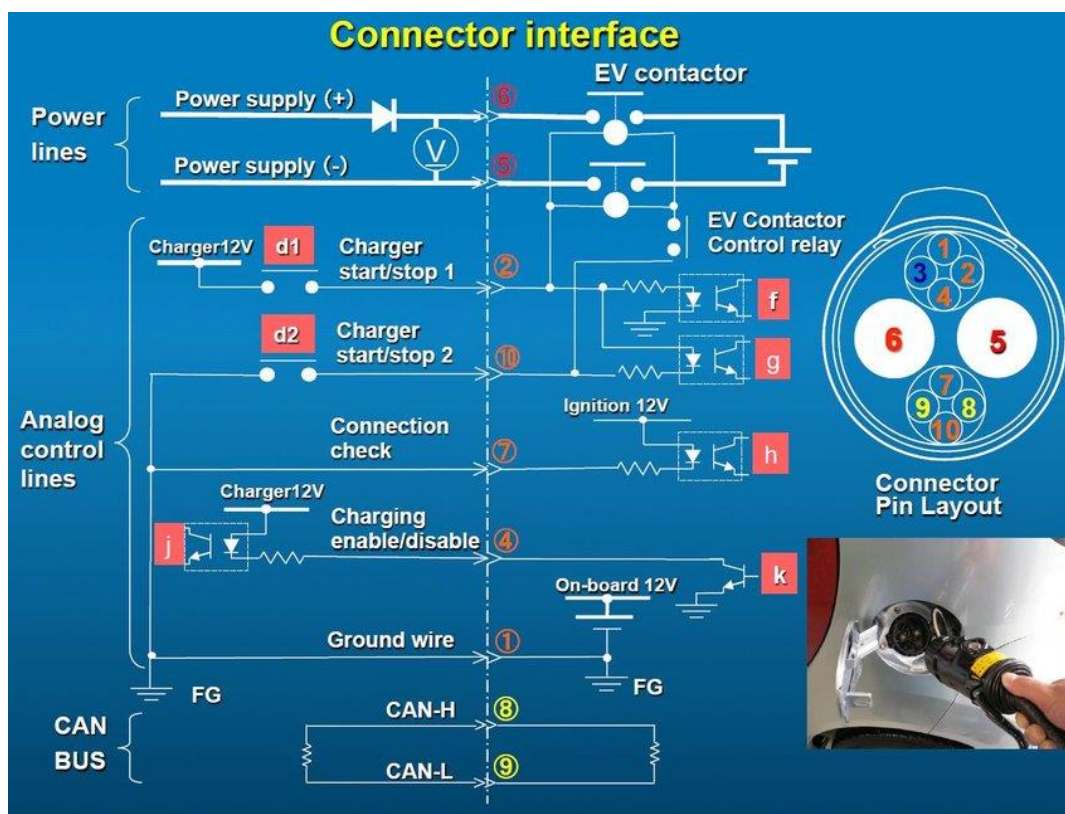 Connector interface
EV contactor
Power
lines
Power supply (+)
⑥
V
Power supply (-)
⑤
EV Contactor
Control relay
Analog
control
lines
Charger12V
d1
Charger
start/stop 1
②
f
d2
Charger
start/stop 2
⑩
g
Ignition 12V
Connection
check
⑦
h
Charger12V
j
Charging
enable/disable
④
k
On-board 12V
Ground wire
①
FG
FG
CAN
BUS
CAN-H
⑧
CAN-L
⑨
1
3
2
4
6
5
7
9
8
10
Connector
Pin Layout